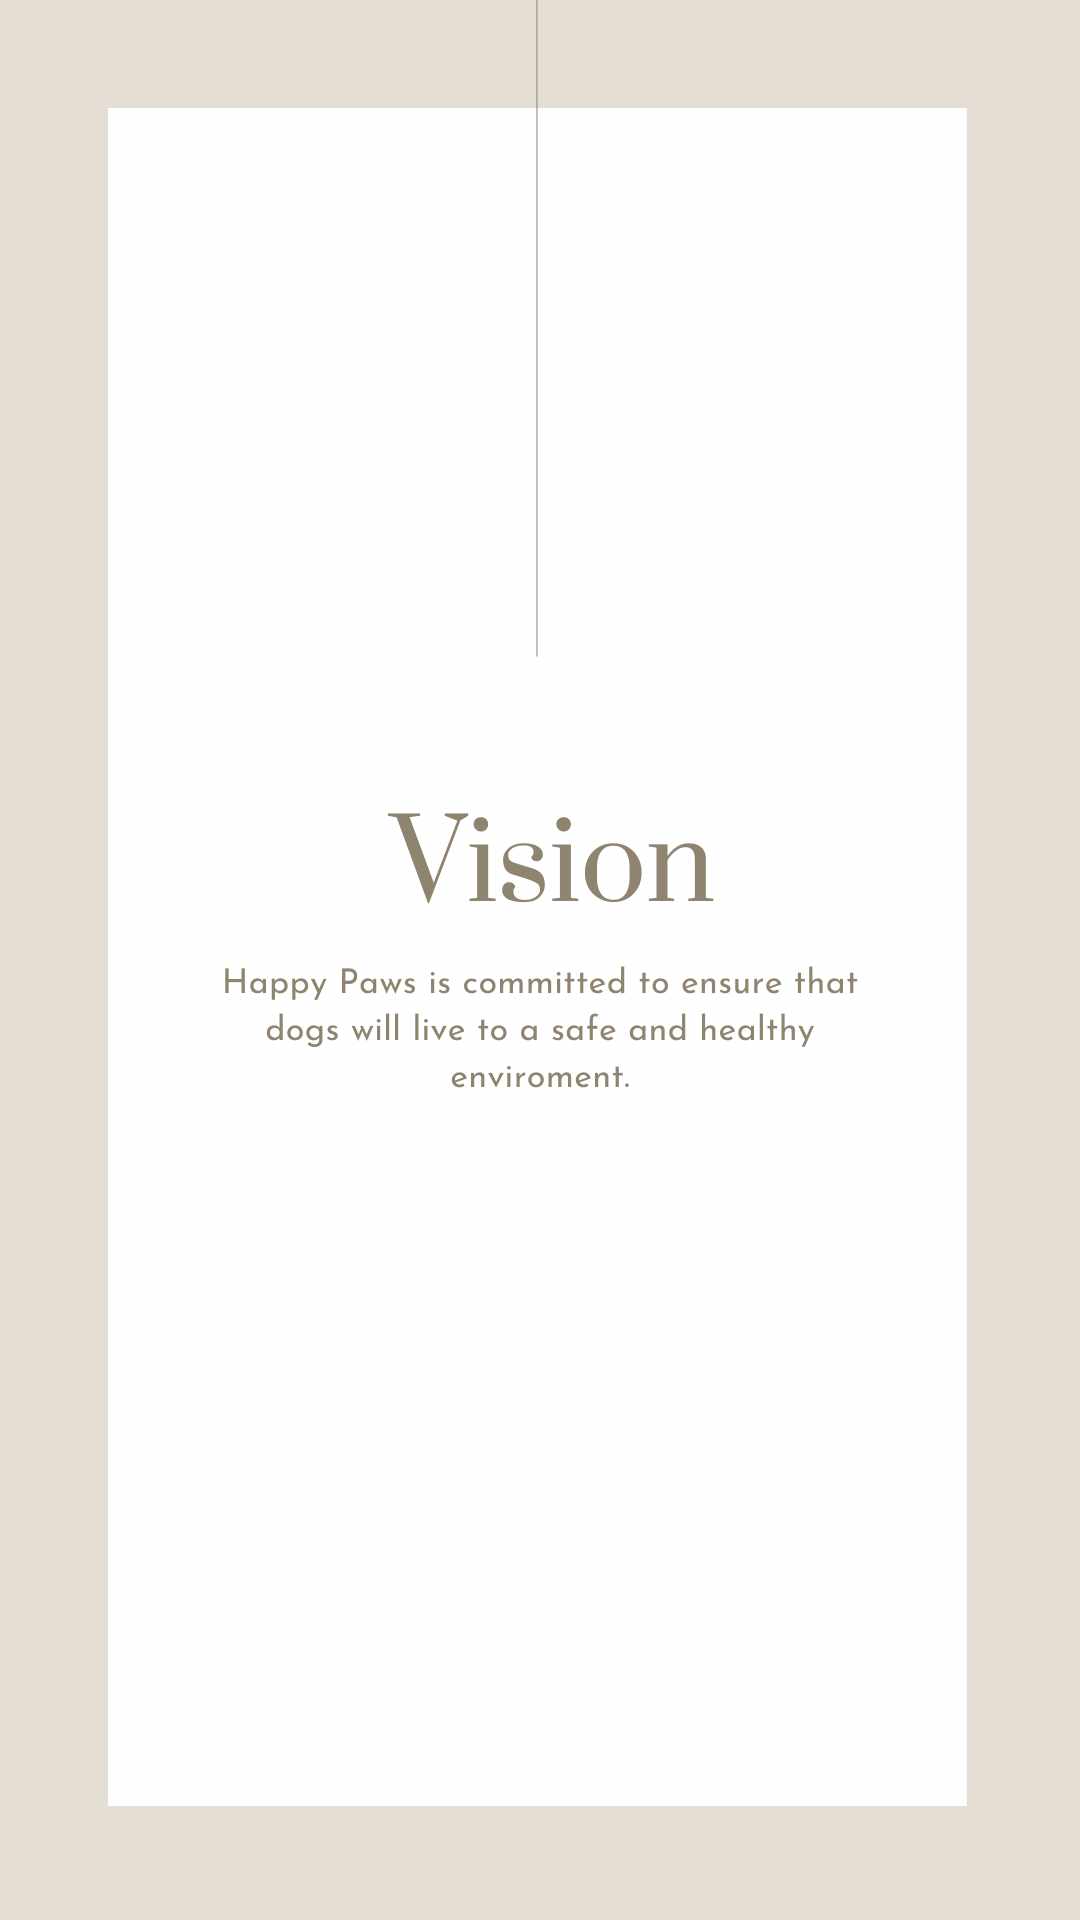 Vision
Happy Paws is committed to ensure that
dogs will live to a safe and healthy
enviroment.